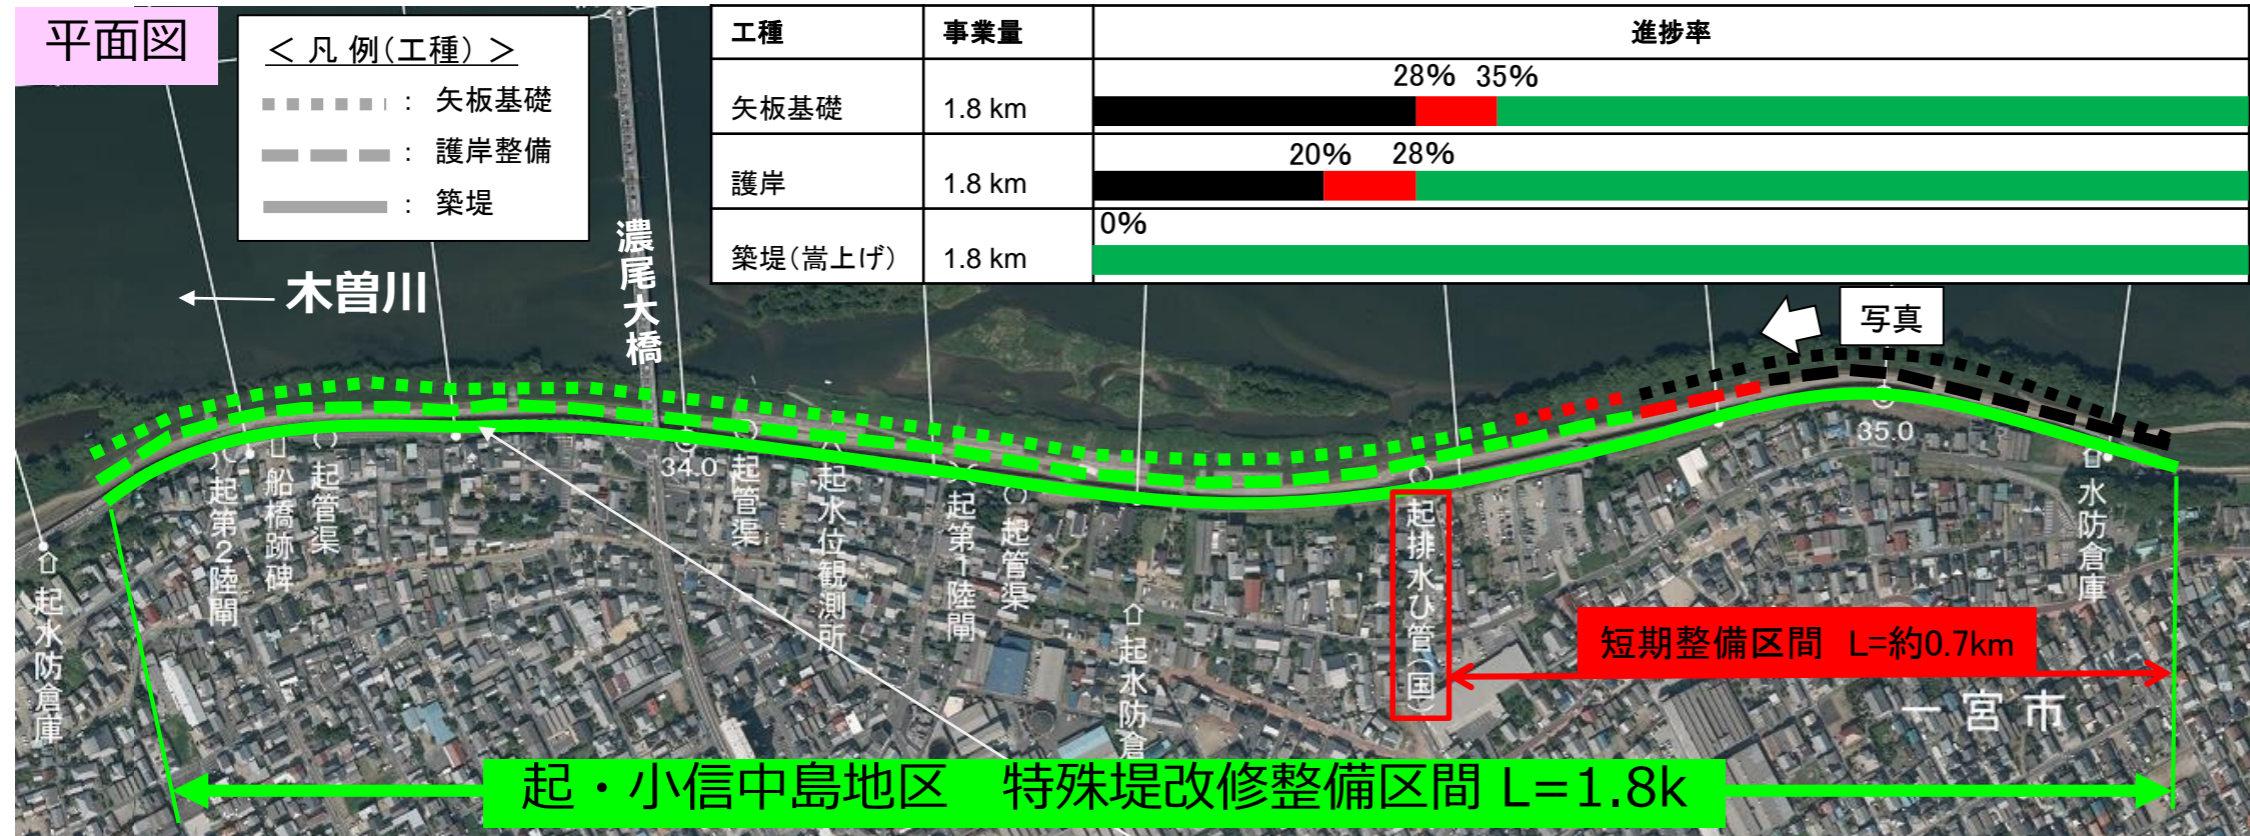 平面図
＜ 凡 例(工種) ＞
： 矢板基礎
： 護岸整備
： 築堤
工種 事業量 進捗率
矢板基礎 1.8 km 28% 35%
護岸 1.8 km 20% 28%
築堤(嵩上げ) 1.8 km 0%
木曽川
濃尾大橋
写真
34.0
35.0
起水防倉庫
起第2陸閘
船橋跡碑
起管渠
起管渠
起水位観測所
起第1陸閘
起管渠
起水防倉
起排水ひ管(国)
水防倉庫
短期整備区間 L=約0.7km
一宮市
起・小信中島地区 特殊堤改修整備区間 L=1.8k